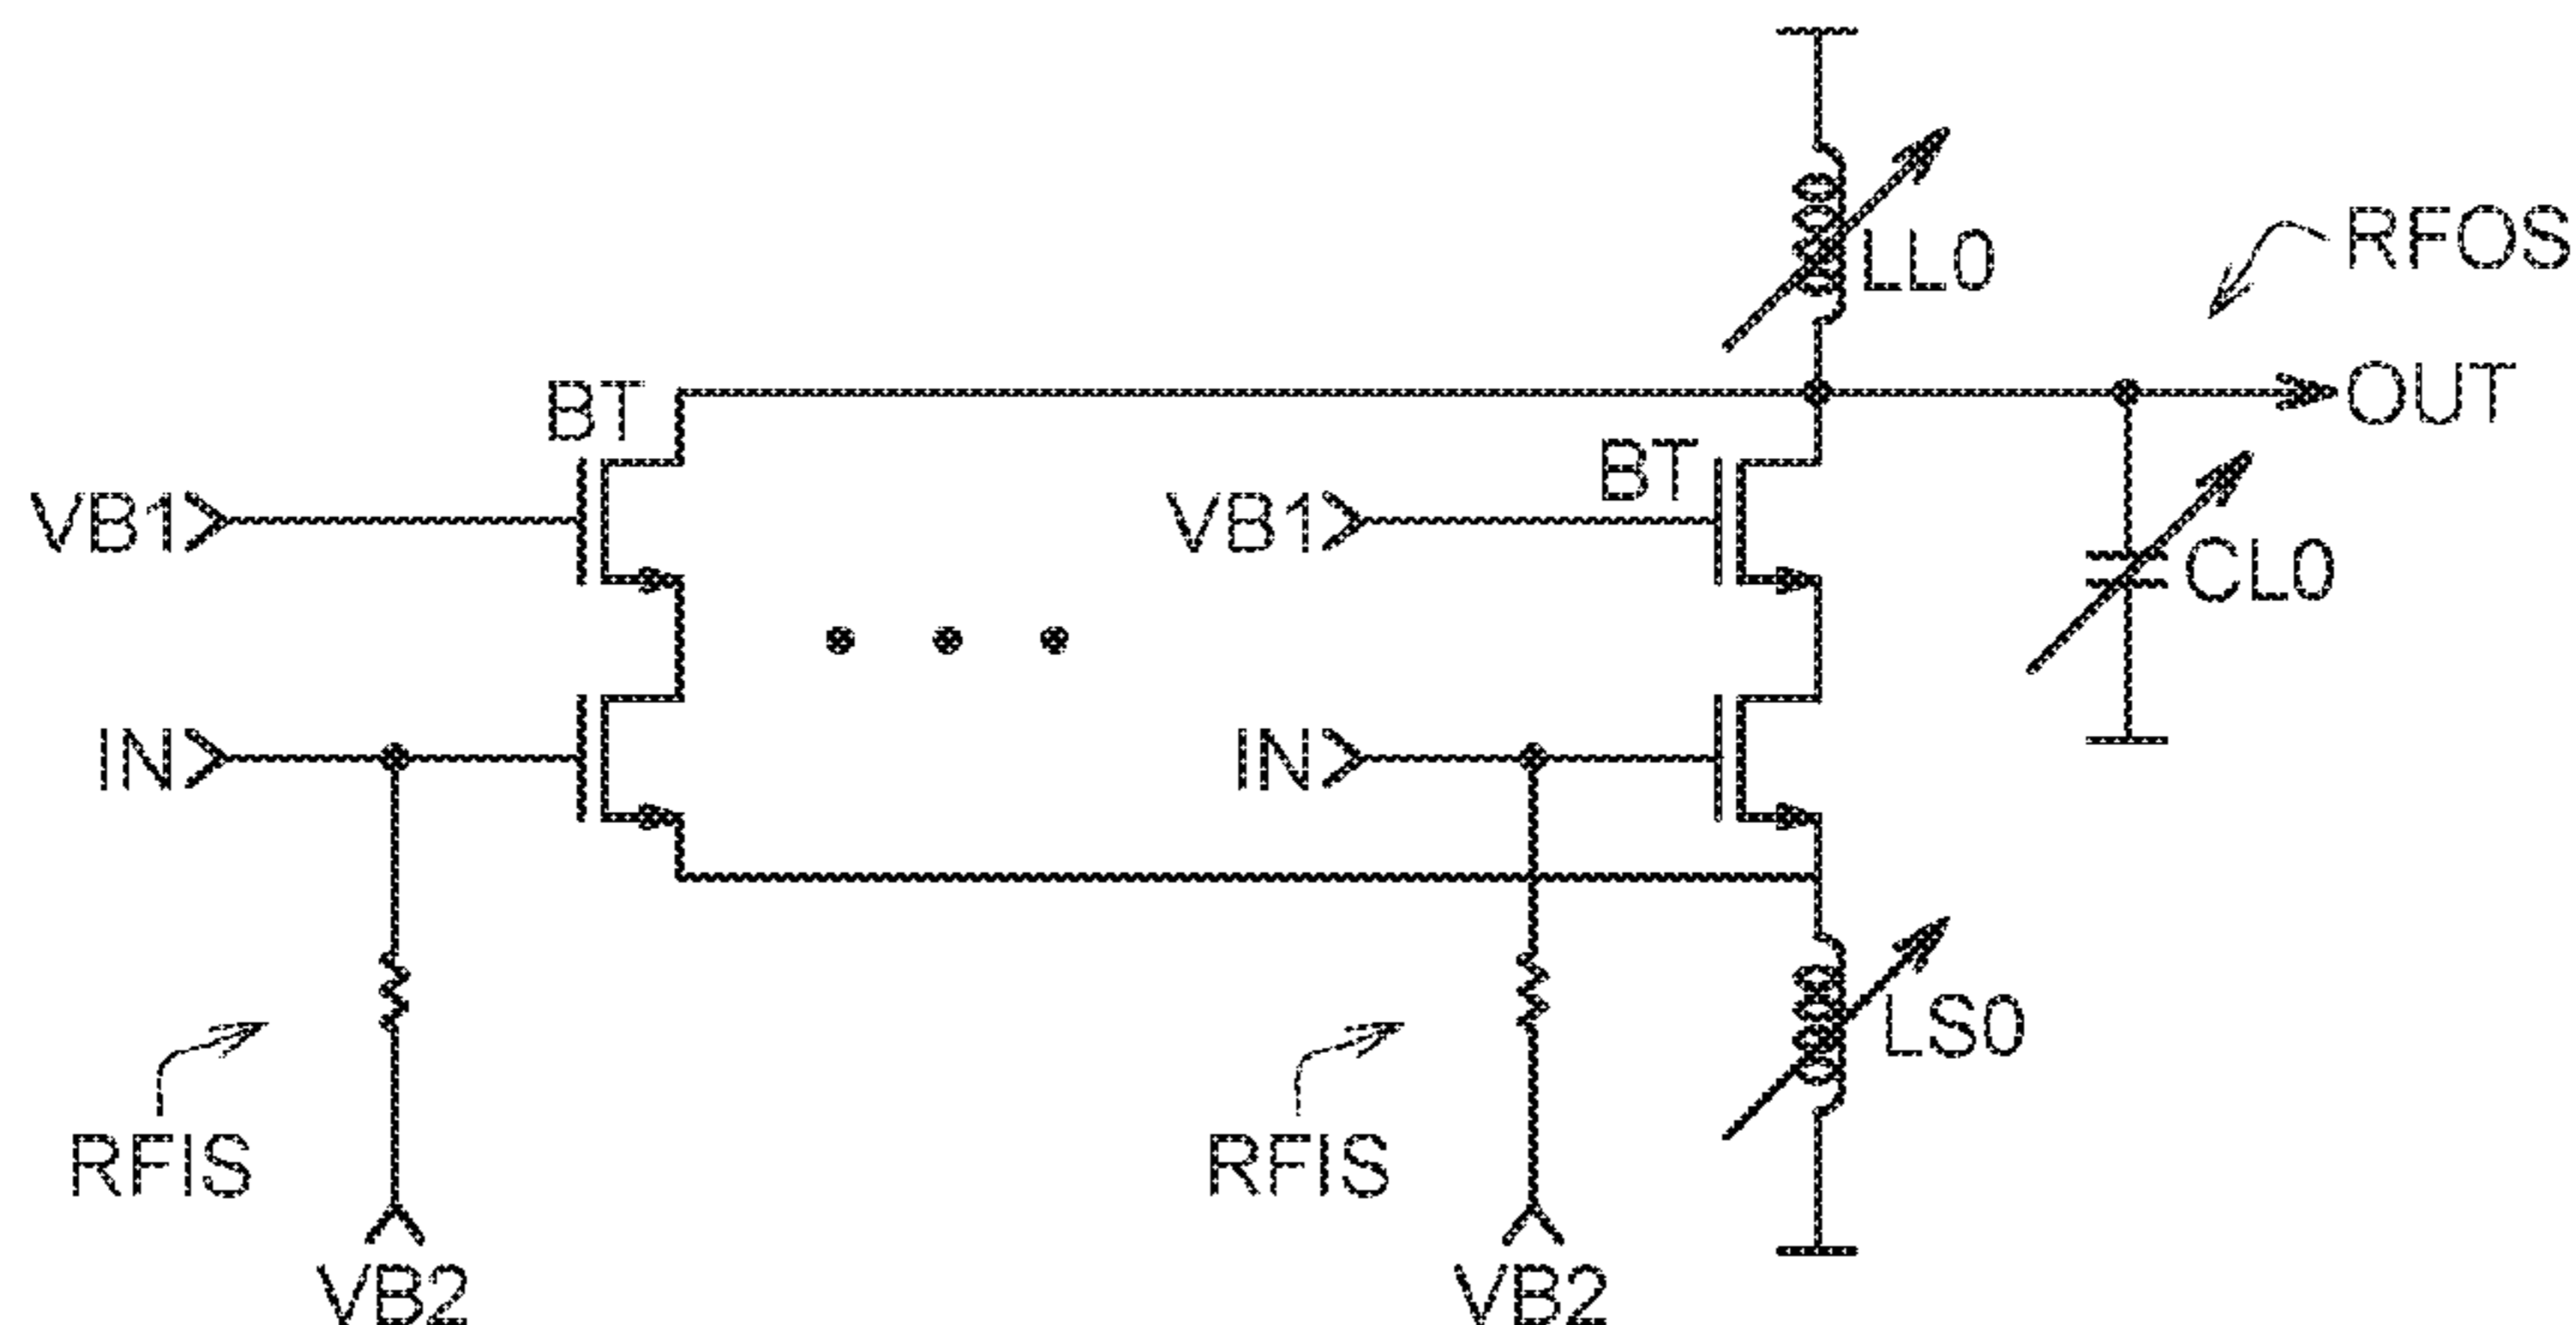 LL0
RFOS
BT
OUT
VB1
VB1
BT
CL0
IN
IN
LS0
RFIS
RFIS
VB2
VB2